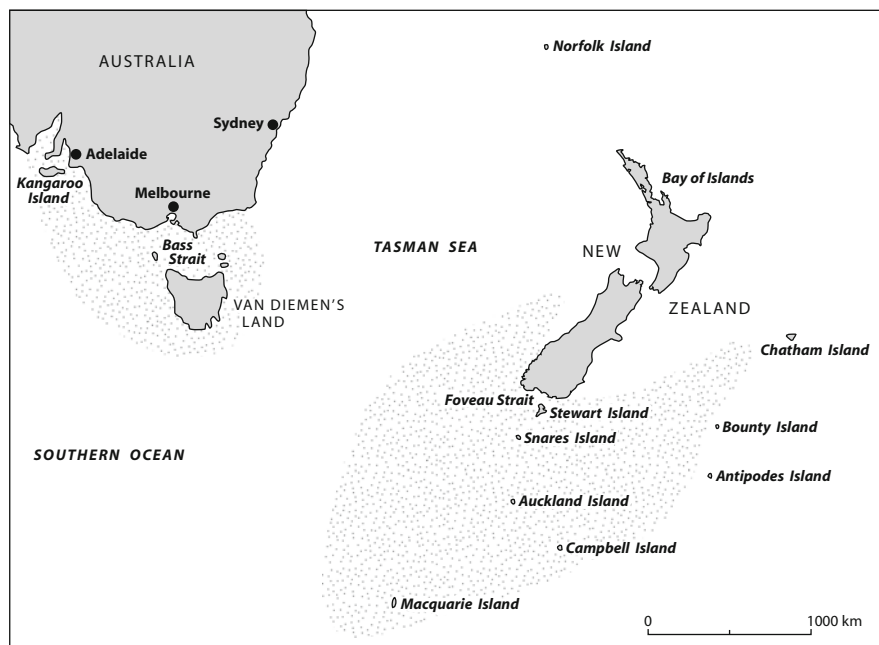 Norfolk Island
AUSTRALIA
Sydney
Adelaide
Kangaroo
Island
Melbourne
Bay of Islands
Bass
Strait
TASMAN SEA
NEW
ZEALAND
VAN DIEMEN'S
LAND
Chatham Island
Foveau Strait
Stewart Island
Snares Island
Bounty Island
SOUTHERN OCEAN
Antipodes Island
Auckland Island
Campbell Island
Macquarie Island
0 1000 km